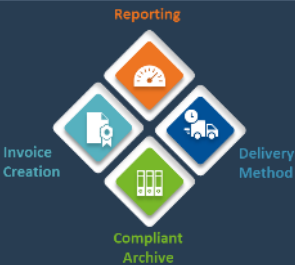 Reporting
Invoice
Creation
Delivery
Method
Compliant
Archive